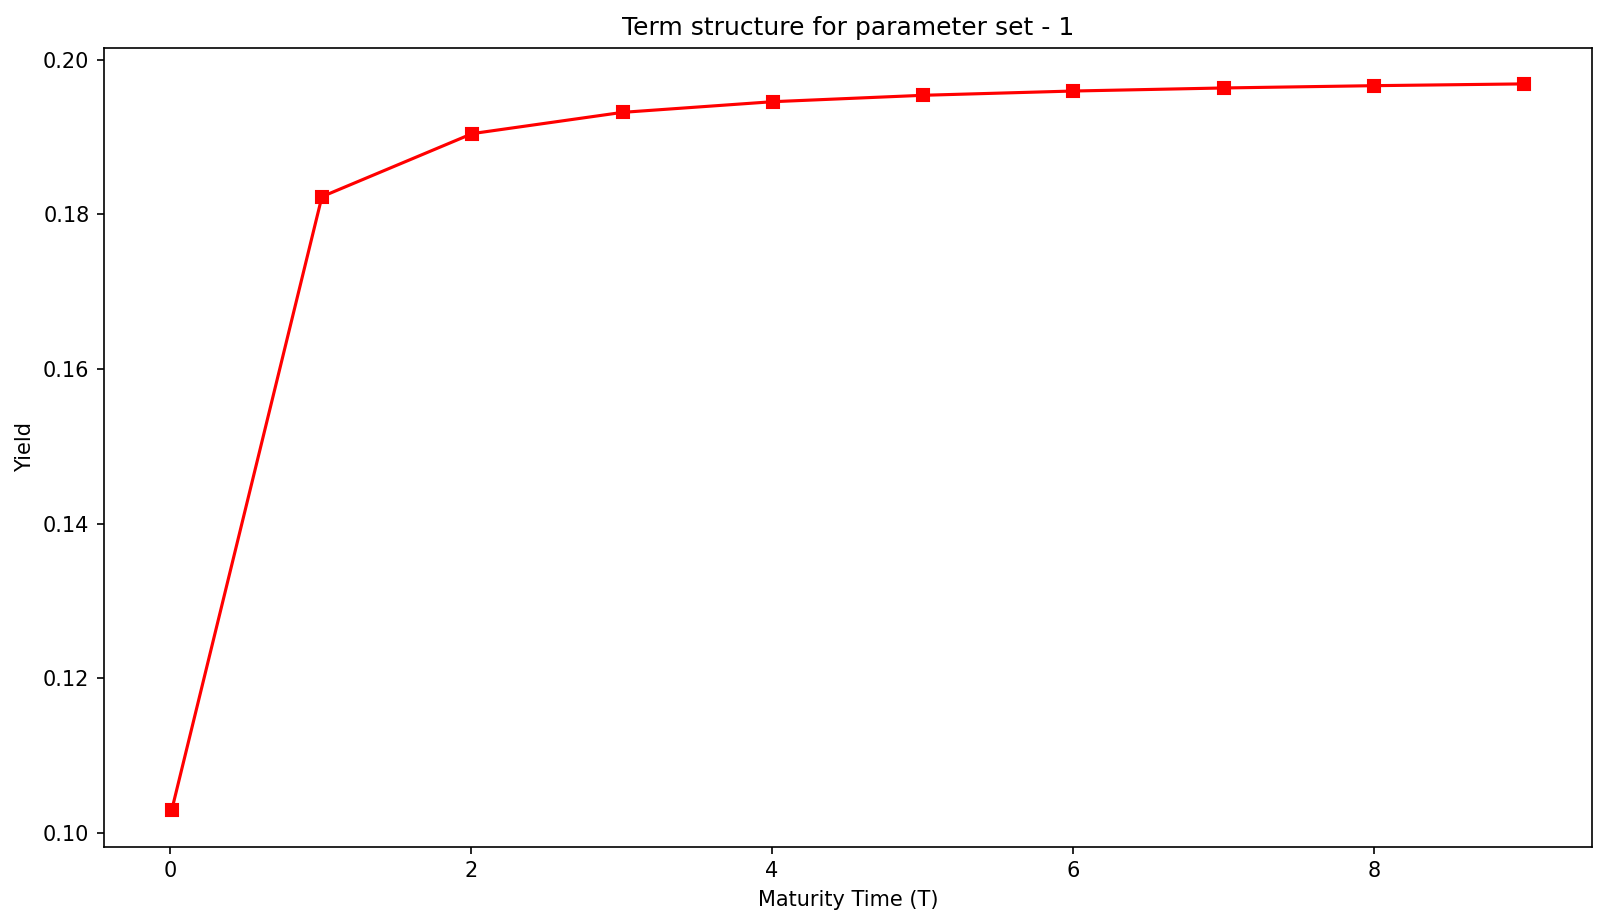 Term structure for parameter set - 1
Yield
0.20
0.18
0.16
0.14
0.12
0.10
0 2 4 6 8
Maturity Time (T)